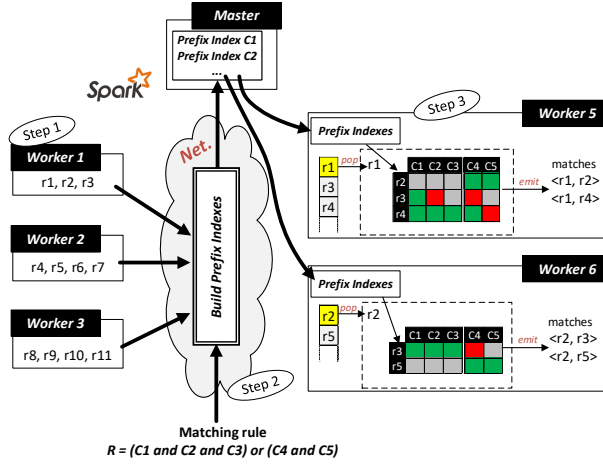 Master
Prefix Index C1
Prefix Index C2
...
Spark
Step 1
Worker 1
r1, r2, r3
Worker 2
r4, r5, r6, r7
Worker 3
r8, r9, r10, r11
Net.
Build Prefix Indexes
Step 2
Matching rule
R = (C1 and C2 and C3) or (C4 and C5)
Step 3
Worker 5
Prefix Indexes
r1
r3
r4
pop
r1
C1 C2 C3 C4 C5
r2
r3
r4
emit
matches
<r1, r2>
<r1, r4>
Worker 6
Prefix Indexes
r2
r5
pop
r2
C1 C2 C3 C4 C5
r3
r5
emit
matches
<r2, r3>
<r2, r5>